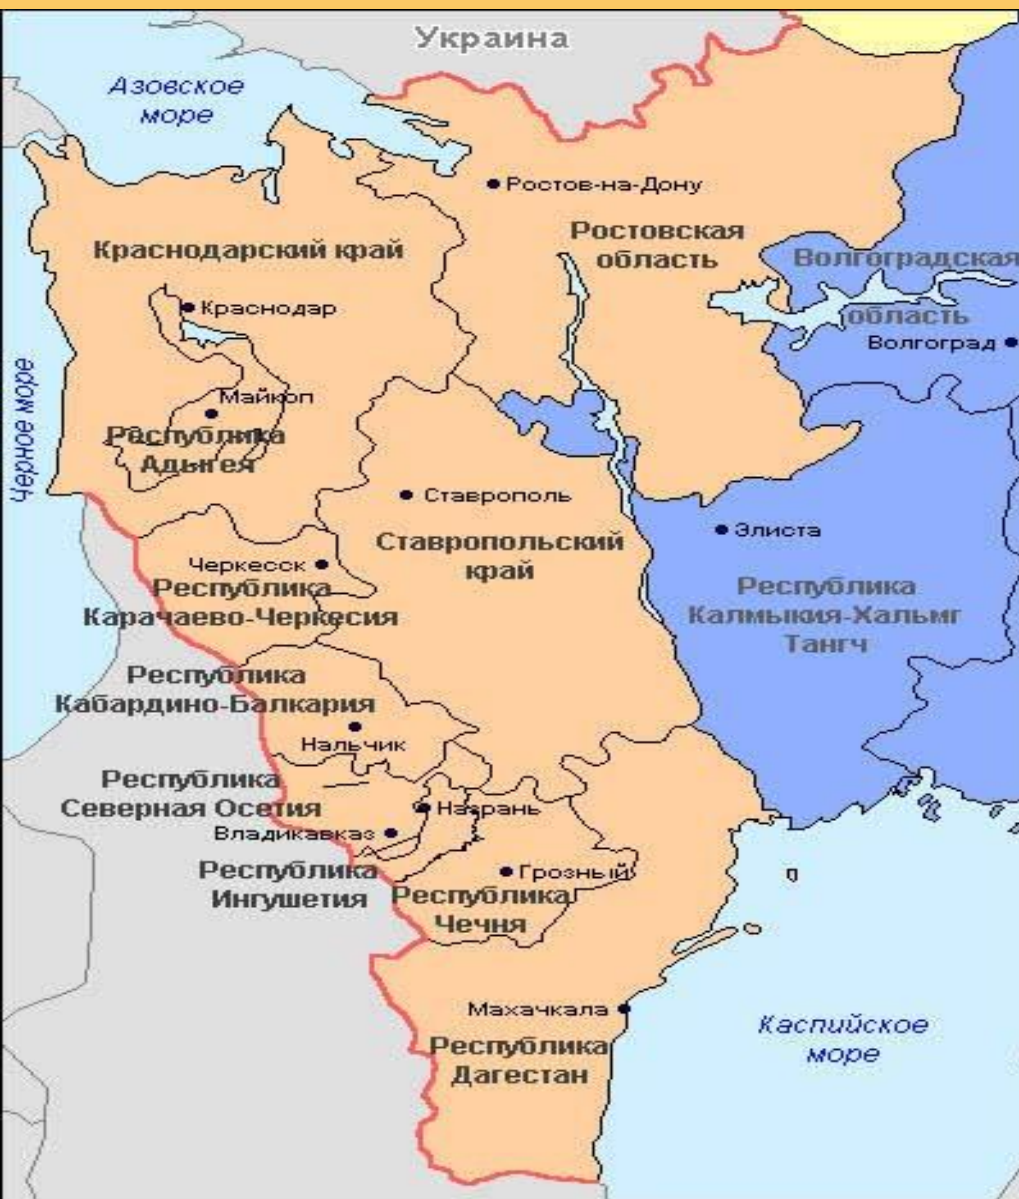 Украина
Азовское
море
Ростов-на-Дону
Ростовская
область
Краснодарский край
Волгоградская
область
Волгоград
Краснодар
Черное море
Майкоп
Республика
Адыгея
Ставрополь
Ставропольский
край
Элиста
Республика
Калмыкия-Хальмг
Тангч
Черкесск
Республика
Карачаево-Черкесия
Республика
Кабардино-Балкария
Нальчик
Республика
Северная Осетия
Назрань
Владикавказ
Республика
Ингушетия
Грозный
Республика
Чечня
Махачкала
Республика
Дагестан
Каспийское
море